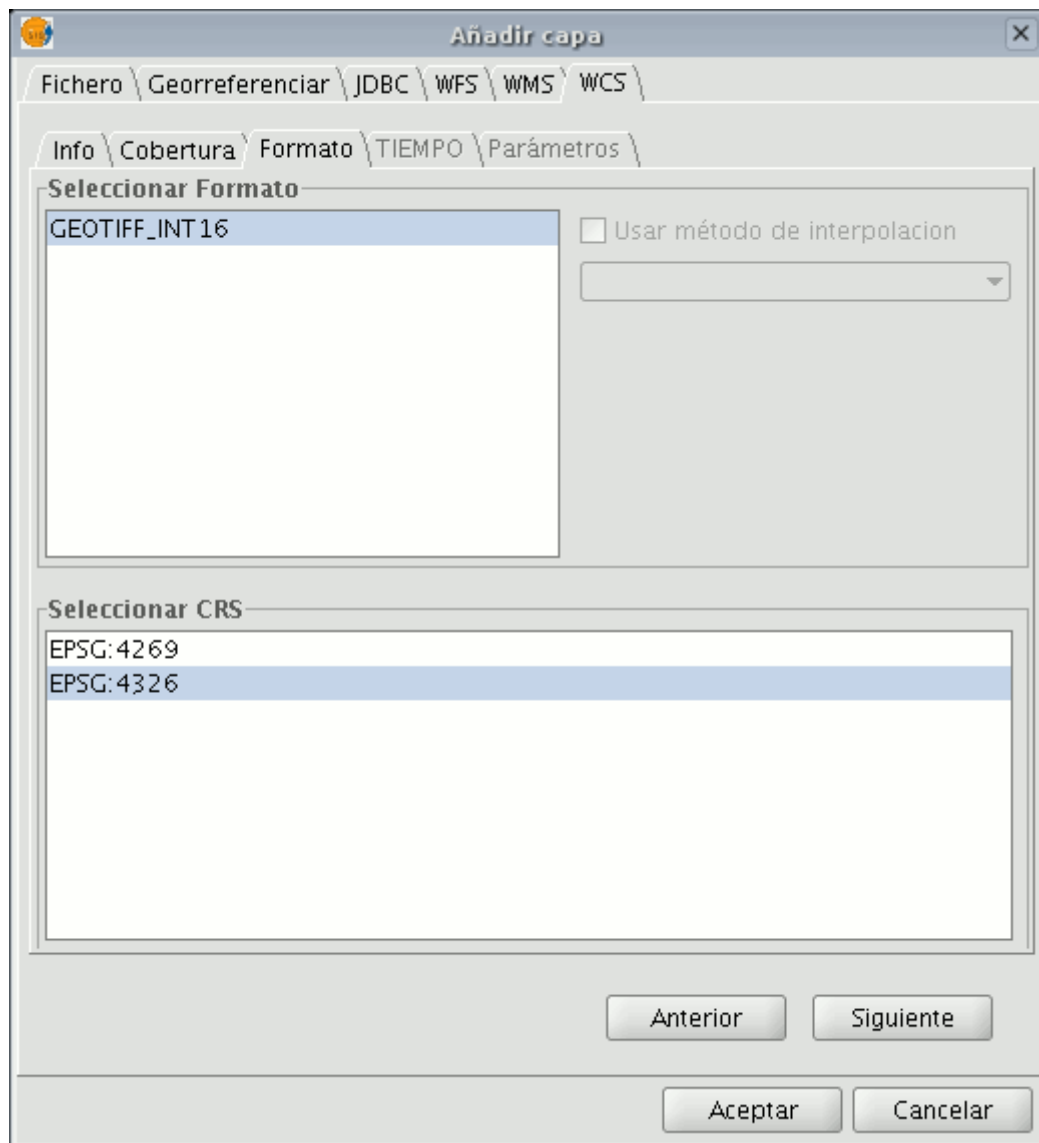 Añadir capa
Fichero Georreferenciar JDBC WFS WMS WCS
Info Cobertura Formato TIEMPO Parámetros
Seleccionar Formato
GEOTIFF_INT16
Usar método de interpolacion
Seleccionar CRS
EPSG:4269
EPSG:4326
Anterior Siguiente
Aceptar Cancelar